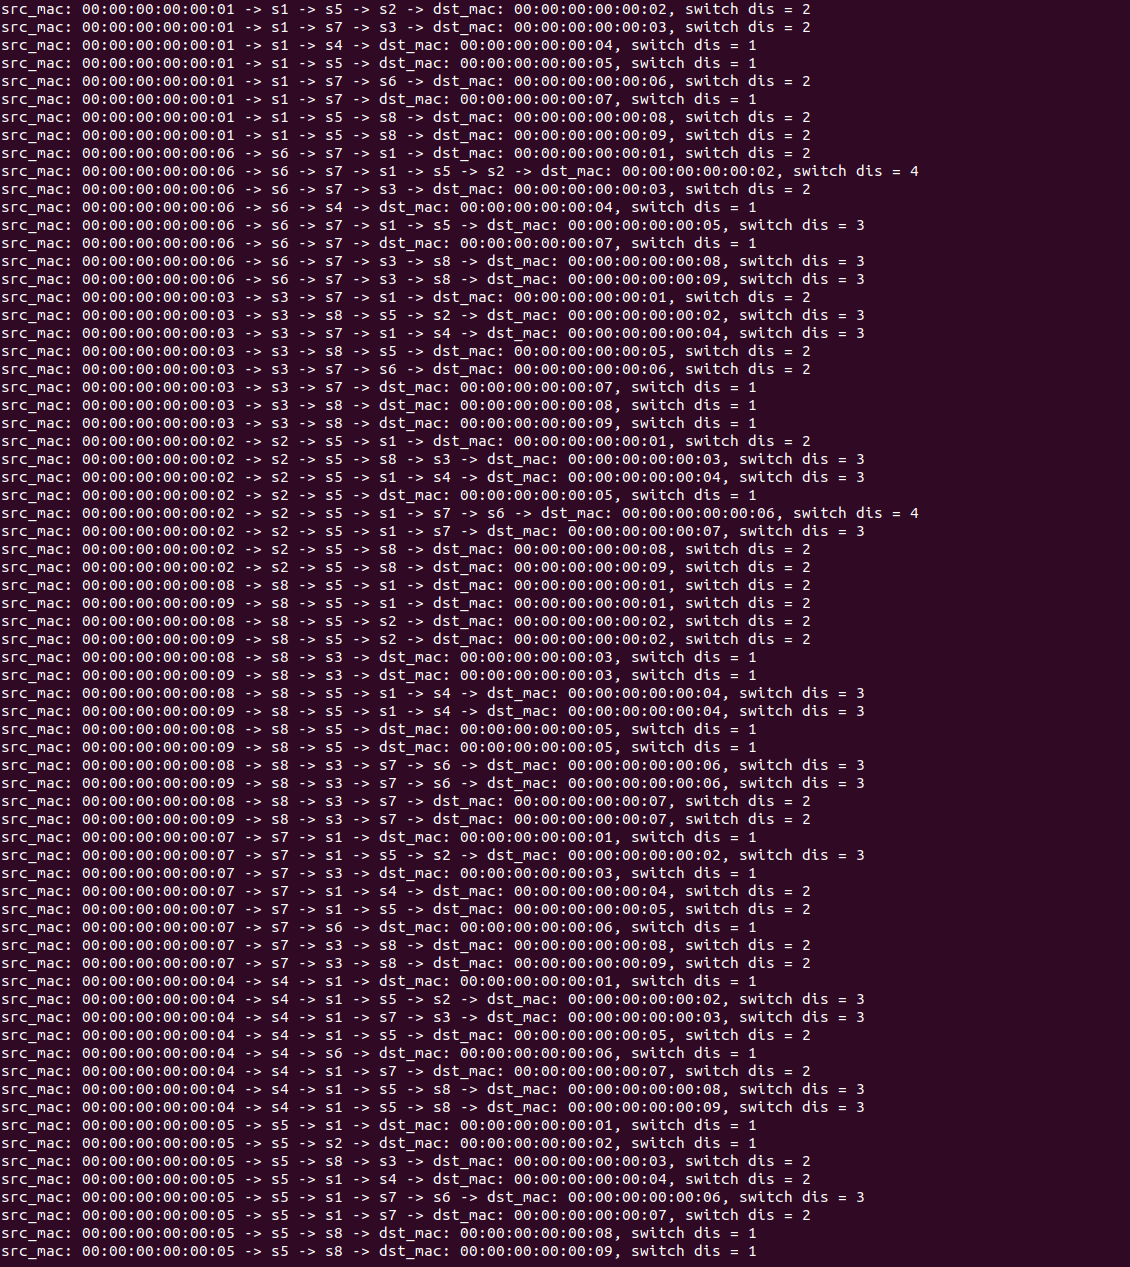 src_mac: 00:00:00:00:00:01 -> s1 -> s5 -> s2 -> dst_mac: 00:00:00:00:00:02, switch dis = 2
src_mac: 00:00:00:00:00:01 -> s1 -> s7 -> s3 -> dst_mac: 00:00:00:00:00:03, switch dis = 2
src_mac: 00:00:00:00:00:01 -> s1 -> s4 -> dst_mac: 00:00:00:00:00:04, switch dis = 1
src_mac: 00:00:00:00:00:01 -> s1 -> s5 -> dst_mac: 00:00:00:00:00:05, switch dis = 1
src_mac: 00:00:00:00:00:01 -> s1 -> s7 -> s6 -> dst_mac: 00:00:00:00:00:06, switch dis = 2
src_mac: 00:00:00:00:00:01 -> s1 -> s7 -> dst_mac: 00:00:00:00:00:07, switch dis = 1
src_mac: 00:00:00:00:00:01 -> s1 -> s5 -> s8 -> dst_mac: 00:00:00:00:00:08, switch dis = 2
src_mac: 00:00:00:00:00:01 -> s1 -> s5 -> s8 -> dst_mac: 00:00:00:00:00:09, switch dis = 2
src_mac: 00:00:00:00:00:06 -> s6 -> s7 -> s1 -> dst_mac: 00:00:00:00:00:01, switch dis = 2
src_mac: 00:00:00:00:00:06 -> s6 -> s7 -> s1 -> s5 -> s2 -> dst_mac: 00:00:00:00:00:02, switch dis = 4
src_mac: 00:00:00:00:00:06 -> s6 -> s7 -> s3 -> dst_mac: 00:00:00:00:00:03, switch dis = 2
src_mac: 00:00:00:00:00:06 -> s6 -> s4 -> dst_mac: 00:00:00:00:00:04, switch dis = 1
src_mac: 00:00:00:00:00:06 -> s6 -> s7 -> s1 -> s5 -> dst_mac: 00:00:00:00:00:05, switch dis = 3
src_mac: 00:00:00:00:00:06 -> s6 -> s7 -> dst_mac: 00:00:00:00:00:07, switch dis = 1
src_mac: 00:00:00:00:00:06 -> s6 -> s7 -> s3 -> s8 -> dst_mac: 00:00:00:00:00:08, switch dis = 3
src_mac: 00:00:00:00:00:06 -> s6 -> s7 -> s3 -> s8 -> dst_mac: 00:00:00:00:00:09, switch dis = 3
src_mac: 00:00:00:00:00:03 -> s3 -> s7 -> s1 -> dst_mac: 00:00:00:00:00:01, switch dis = 2
src_mac: 00:00:00:00:00:03 -> s3 -> s8 -> s5 -> s2 -> dst_mac: 00:00:00:00:00:02, switch dis = 3
src_mac: 00:00:00:00:00:03 -> s3 -> s7 -> s1 -> s4 -> dst_mac: 00:00:00:00:00:04, switch dis = 3
src_mac: 00:00:00:00:00:03 -> s3 -> s8 -> s5 -> dst_mac: 00:00:00:00:00:05, switch dis = 2
src_mac: 00:00:00:00:00:03 -> s3 -> s7 -> s6 -> dst_mac: 00:00:00:00:00:06, switch dis = 2
src_mac: 00:00:00:00:00:03 -> s3 -> s7 -> dst_mac: 00:00:00:00:00:07, switch dis = 1
src_mac: 00:00:00:00:00:03 -> s3 -> s8 -> dst_mac: 00:00:00:00:00:08, switch dis = 1
src_mac: 00:00:00:00:00:03 -> s3 -> s8 -> dst_mac: 00:00:00:00:00:09, switch dis = 1
src_mac: 00:00:00:00:00:02 -> s2 -> s5 -> s1 -> dst_mac: 00:00:00:00:00:01, switch dis = 2
src_mac: 00:00:00:00:00:02 -> s2 -> s5 -> s8 -> s3 -> dst_mac: 00:00:00:00:00:03, switch dis = 3
src_mac: 00:00:00:00:00:02 -> s2 -> s5 -> s1 -> s4 -> dst_mac: 00:00:00:00:00:04, switch dis = 3
src_mac: 00:00:00:00:00:02 -> s2 -> s5 -> dst_mac: 00:00:00:00:00:05, switch dis = 1
src_mac: 00:00:00:00:00:02 -> s2 -> s5 -> s1 -> s7 -> s6 -> dst_mac: 00:00:00:00:00:06, switch dis = 4
src_mac: 00:00:00:00:00:02 -> s2 -> s5 -> s1 -> s7 -> dst_mac: 00:00:00:00:00:07, switch dis = 3
src_mac: 00:00:00:00:00:02 -> s2 -> s5 -> s8 -> dst_mac: 00:00:00:00:00:08, switch dis = 2
src_mac: 00:00:00:00:00:02 -> s2 -> s5 -> s8 -> dst_mac: 00:00:00:00:00:09, switch dis = 2
src_mac: 00:00:00:00:00:08 -> s8 -> s5 -> s1 -> dst_mac: 00:00:00:00:00:01, switch dis = 2
src_mac: 00:00:00:00:00:09 -> s8 -> s5 -> s1 -> dst_mac: 00:00:00:00:00:01, switch dis = 2
src_mac: 00:00:00:00:00:08 -> s8 -> s5 -> s2 -> dst_mac: 00:00:00:00:00:02, switch dis = 2
src_mac: 00:00:00:00:00:09 -> s8 -> s5 -> s2 -> dst_mac: 00:00:00:00:00:02, switch dis = 2
src_mac: 00:00:00:00:00:08 -> s8 -> s3 -> dst_mac: 00:00:00:00:00:03, switch dis = 1
src_mac: 00:00:00:00:00:09 -> s8 -> s3 -> dst_mac: 00:00:00:00:00:03, switch dis = 1
src_mac: 00:00:00:00:00:08 -> s8 -> s5 -> s1 -> s4 -> dst_mac: 00:00:00:00:00:04, switch dis = 3
src_mac: 00:00:00:00:00:09 -> s8 -> s5 -> s1 -> s4 -> dst_mac: 00:00:00:00:00:04, switch dis = 3
src_mac: 00:00:00:00:00:08 -> s8 -> s5 -> dst_mac: 00:00:00:00:00:05, switch dis = 1
src_mac: 00:00:00:00:00:09 -> s8 -> s5 -> dst_mac: 00:00:00:00:00:05, switch dis = 1
src_mac: 00:00:00:00:00:08 -> s8 -> s3 -> s7 -> s6 -> dst_mac: 00:00:00:00:00:06, switch dis = 3
src_mac: 00:00:00:00:00:09 -> s8 -> s3 -> s7 -> s6 -> dst_mac: 00:00:00:00:00:06, switch dis = 3
src_mac: 00:00:00:00:00:08 -> s8 -> s3 -> s7 -> dst_mac: 00:00:00:00:00:07, switch dis = 2
src_mac: 00:00:00:00:00:09 -> s8 -> s3 -> s7 -> dst_mac: 00:00:00:00:00:07, switch dis = 2
src_mac: 00:00:00:00:00:07 -> s7 -> s1 -> dst_mac: 00:00:00:00:00:01, switch dis = 1
src_mac: 00:00:00:00:00:07 -> s7 -> s1 -> s5 -> s2 -> dst_mac: 00:00:00:00:00:02, switch dis = 3
src_mac: 00:00:00:00:00:07 -> s7 -> s3 -> dst_mac: 00:00:00:00:00:03, switch dis = 1
src_mac: 00:00:00:00:00:07 -> s7 -> s1 -> s4 -> dst_mac: 00:00:00:00:00:04, switch dis = 2
src_mac: 00:00:00:00:00:07 -> s7 -> s1 -> s5 -> dst_mac: 00:00:00:00:00:05, switch dis = 2
src_mac: 00:00:00:00:00:07 -> s7 -> s6 -> dst_mac: 00:00:00:00:00:06, switch dis = 1
src_mac: 00:00:00:00:00:07 -> s7 -> s3 -> s8 -> dst_mac: 00:00:00:00:00:08, switch dis = 2
src_mac: 00:00:00:00:00:07 -> s7 -> s3 -> s8 -> dst_mac: 00:00:00:00:00:09, switch dis = 2
src_mac: 00:00:00:00:00:04 -> s4 -> s1 -> dst_mac: 00:00:00:00:00:01, switch dis = 1
src_mac: 00:00:00:00:00:04 -> s4 -> s1 -> s5 -> s2 -> dst_mac: 00:00:00:00:00:02, switch dis = 3
src_mac: 00:00:00:00:00:04 -> s4 -> s1 -> s7 -> s3 -> dst_mac: 00:00:00:00:00:03, switch dis = 3
src_mac: 00:00:00:00:00:04 -> s4 -> s1 -> s5 -> dst_mac: 00:00:00:00:00:05, switch dis = 2
src_mac: 00:00:00:00:00:04 -> s4 -> s6 -> dst_mac: 00:00:00:00:00:06, switch dis = 1
src_mac: 00:00:00:00:00:04 -> s4 -> s1 -> s7 -> dst_mac: 00:00:00:00:00:07, switch dis = 2
src_mac: 00:00:00:00:00:04 -> s4 -> s1 -> s5 -> s8 -> dst_mac: 00:00:00:00:00:08, switch dis = 3
src_mac: 00:00:00:00:00:04 -> s4 -> s1 -> s5 -> s8 -> dst_mac: 00:00:00:00:00:09, switch dis = 3
src_mac: 00:00:00:00:00:05 -> s5 -> s1 -> dst_mac: 00:00:00:00:00:01, switch dis = 1
src_mac: 00:00:00:00:00:05 -> s5 -> s2 -> dst_mac: 00:00:00:00:00:02, switch dis = 1
src_mac: 00:00:00:00:00:05 -> s5 -> s8 -> s3 -> dst_mac: 00:00:00:00:00:03, switch dis = 2
src_mac: 00:00:00:00:00:05 -> s5 -> s1 -> s4 -> dst_mac: 00:00:00:00:00:04, switch dis = 2
src_mac: 00:00:00:00:00:05 -> s5 -> s1 -> s7 -> s6 -> dst_mac: 00:00:00:00:00:06, switch dis = 3
src_mac: 00:00:00:00:00:05 -> s5 -> s1 -> s7 -> dst_mac: 00:00:00:00:00:07, switch dis = 2
src_mac: 00:00:00:00:00:05 -> s5 -> s8 -> dst_mac: 00:00:00:00:00:08, switch dis = 1
src_mac: 00:00:00:00:00:05 -> s5 -> s8 -> dst_mac: 00:00:00:00:00:09, switch dis = 1